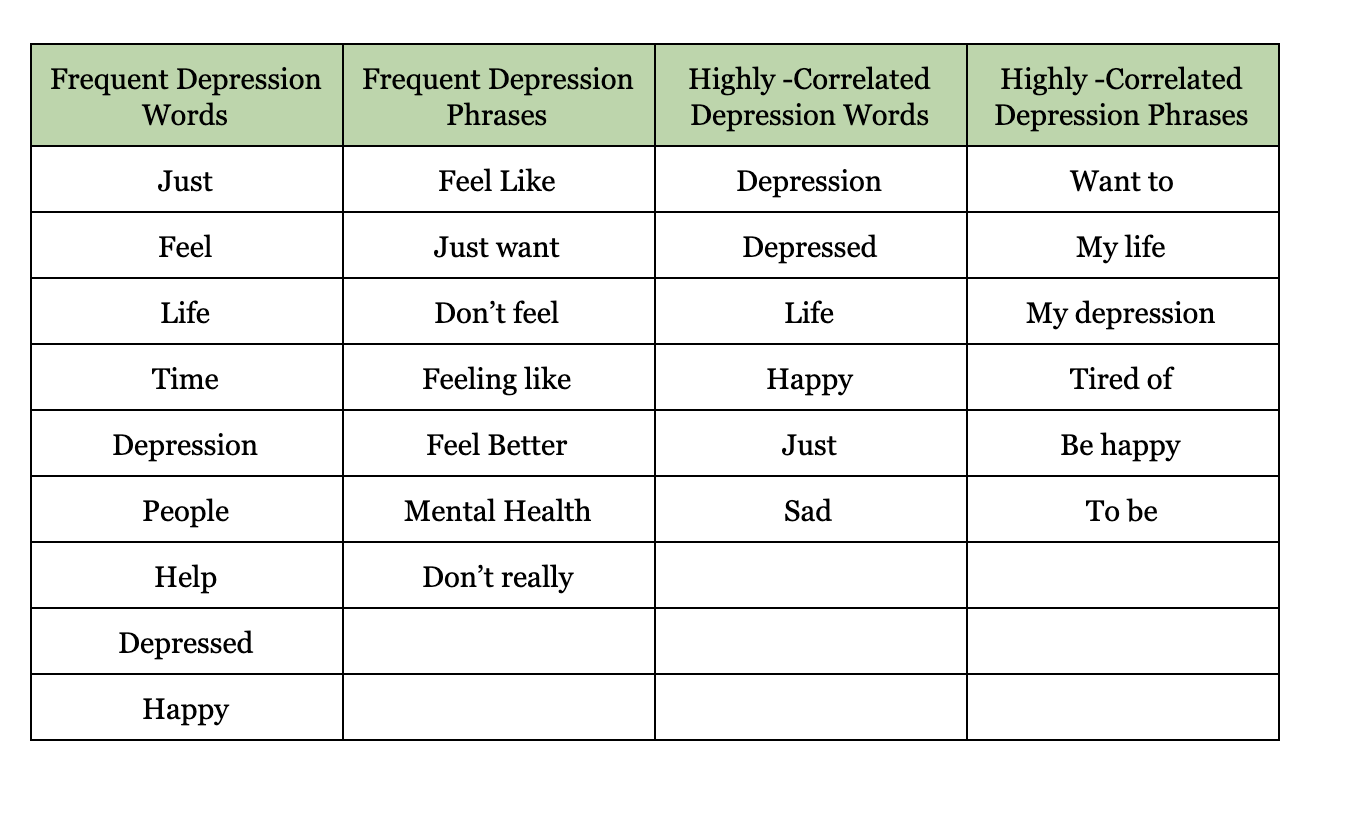 Frequent Depression Words
Frequent Depression Phrases
Highly -Correlated Depression Words
Highly -Correlated Depression Phrases
Just Feel Like Depression Want to
Feel Just want Depressed My life
Life Don’t feel Life My depression
Time Feeling like Happy Tired of
Depression Feel Better Just Be happy
People Mental Health Sad To be
Help Don’t really
Depressed
Happy